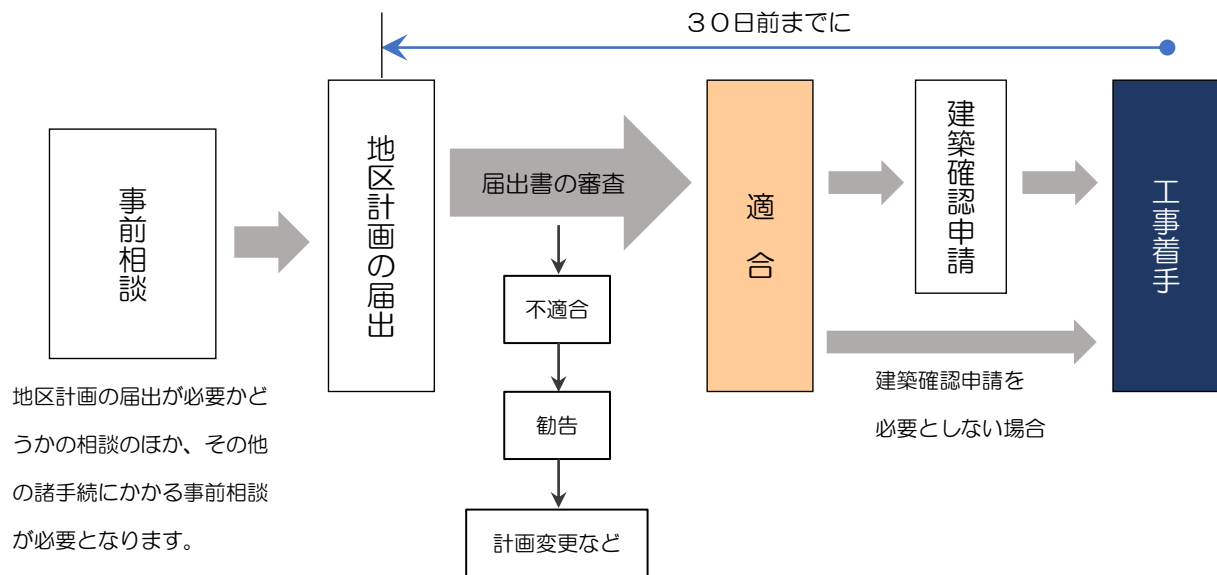 ３０日前までに
事前相談
地区計画の届出
届出書の審査
適合
建築確認申請
工事着手
不適合
勧告
計画変更など
地区計画の届出が必要かど
うかの相談のほか、その他
の諸手続にかかる事前相談
が必要となります。
建築確認申請を
必要としない場合